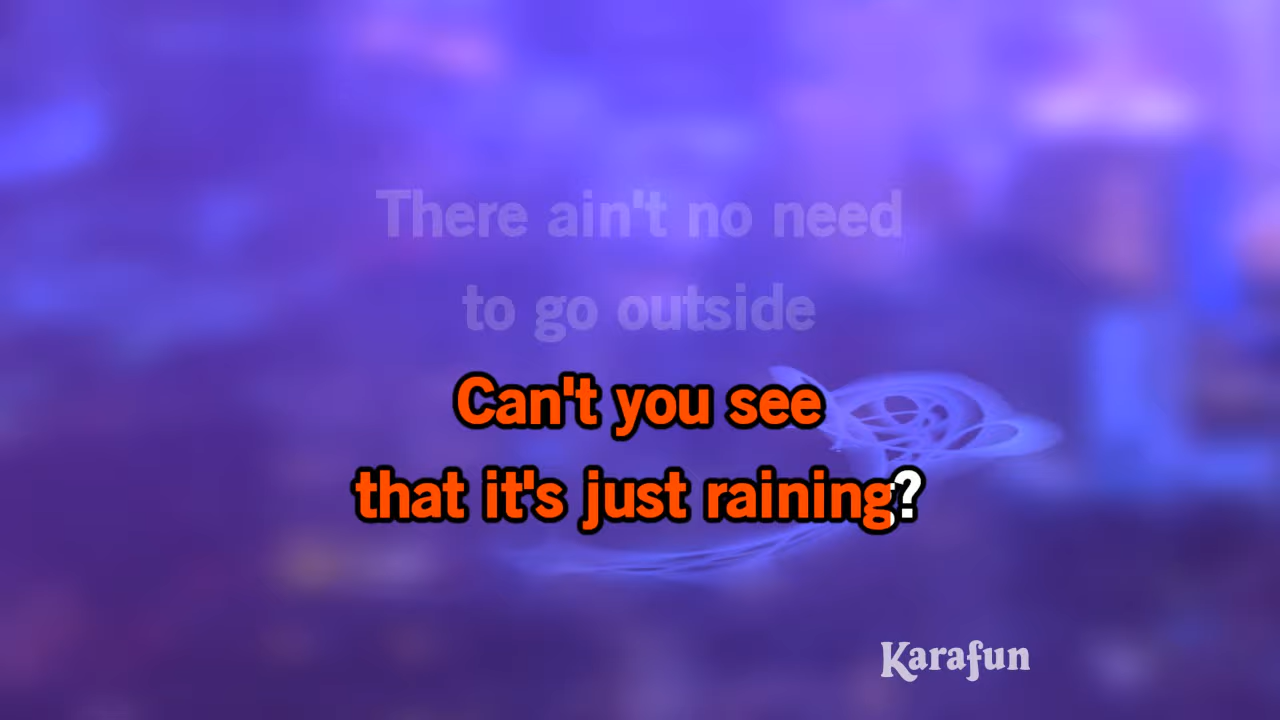 There ain't no need
to go outside
Can't you see
that it's just raining?
Karafun